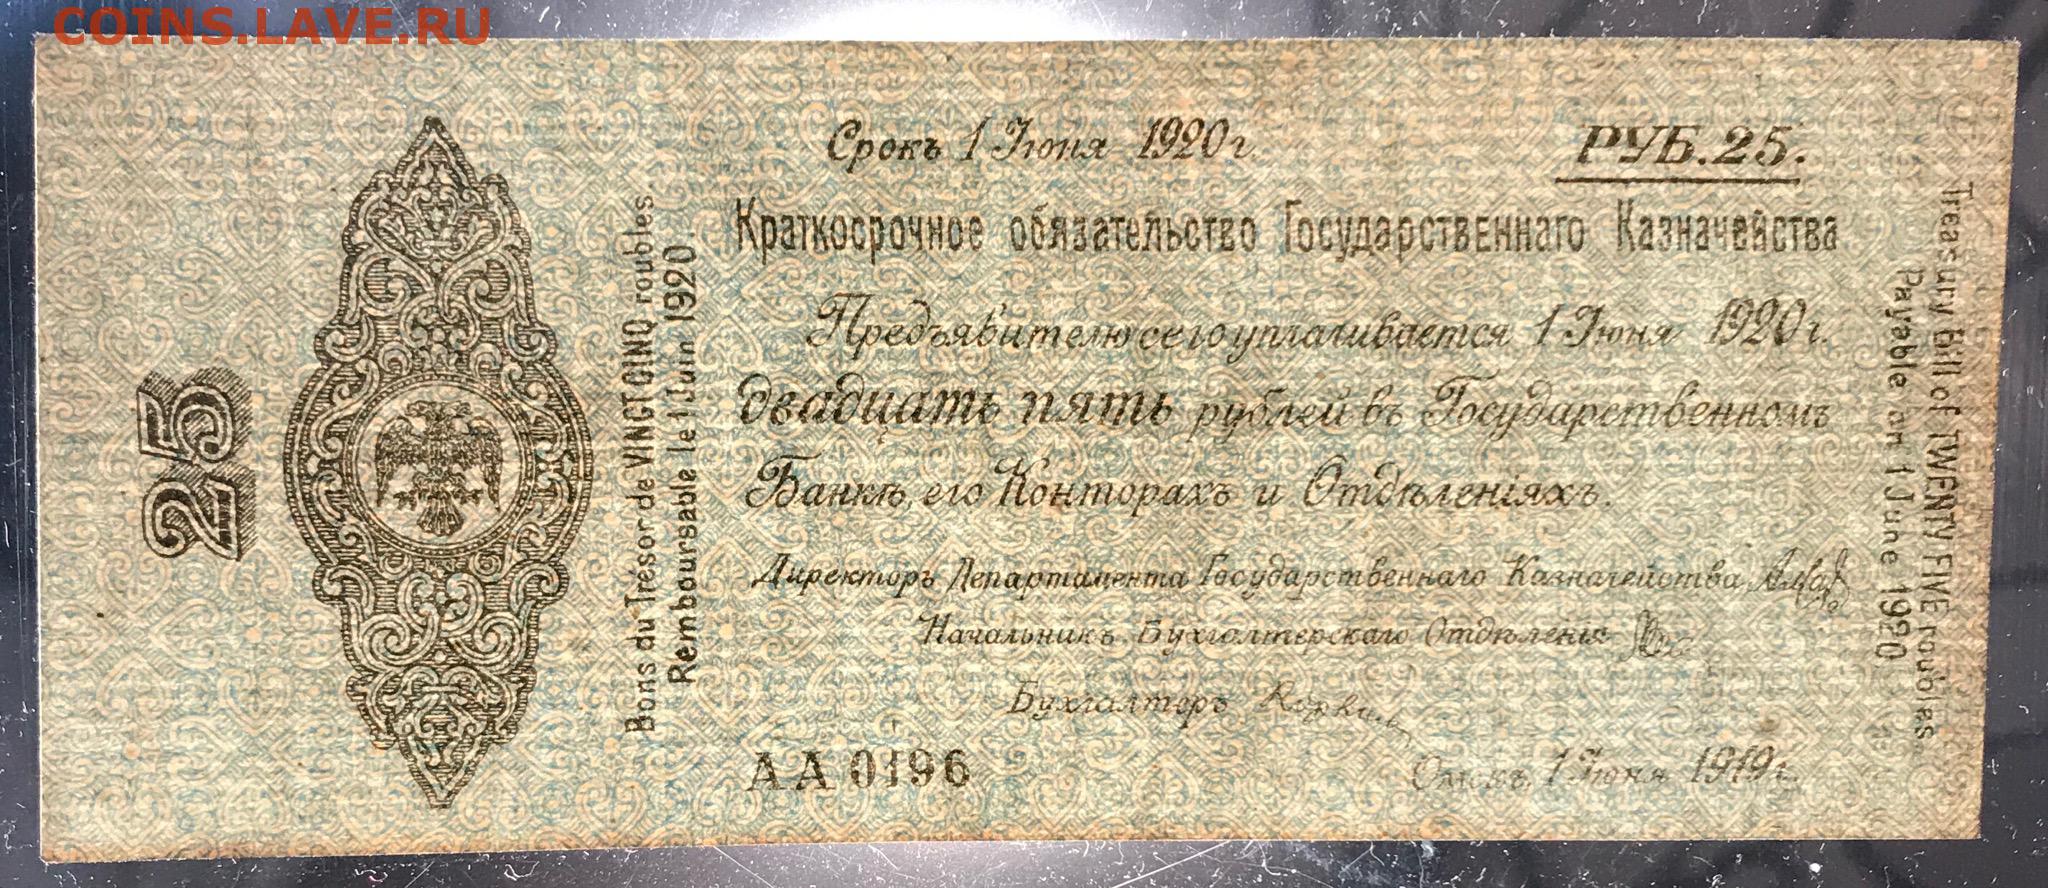 COINS.LAVE.RU
25
Bons du Trésor de VINGT CINQ roubles.
Remboursable le 1 Juin 1920
Срокъ 1 Іюня 1920 г.
РУБ. 25.
Краткосрочное обязательство Государственнаго Казначейства
Предъявителю сего уплачивается 1 Іюня 1920 г.
двадцать пять рублей въ Государственномъ
Банкѣ, его Конторахъ и Отдѣленіяхъ.
Директоръ Департамента Государственнаго Казначейства
Начальникъ Бухгалтерскаго Отдѣленія
Бухгалтеръ
АА 0196
Омскъ, 1 Іюня 1919 г.
Treasury Bill of TWENTY FIVE roubles.
Payable on 1 June 1920